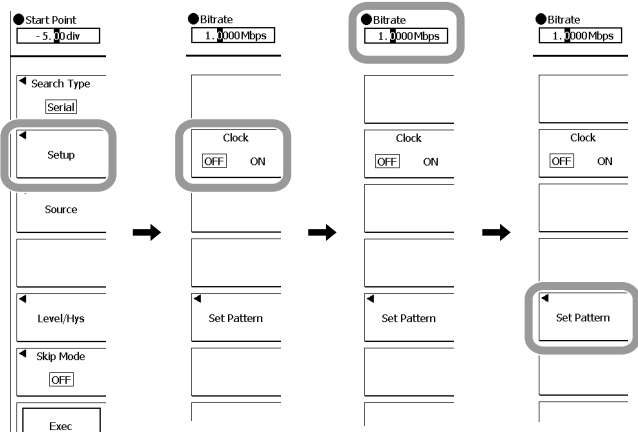 Start Point
- 5.00div
Search Type
Serial
Setup
Source
Level/Hys
Skip Mode
OFF
Exec
Bitrate
1.0000Mbps
Clock
OFF ON
Set Pattern
Bitrate
1.0000Mbps
Clock
OFF ON
Set Pattern
Bitrate
1.0000Mbps
Clock
OFF ON
Set Pattern